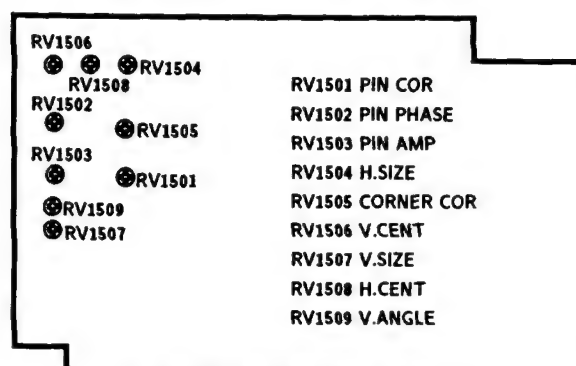 RV1506
RV1504
RV1508
RV1502
RV1505
RV1503
RV1501
RV1509
RV1507
RV1501 PIN COR
RV1502 PIN PHASE
RV1503 PIN AMP
RV1504 H.SIZE
RV1505 CORNER COR
RV1506 V.CENT
RV1507 V.SIZE
RV1508 H.CENT
RV1509 V.ANGLE